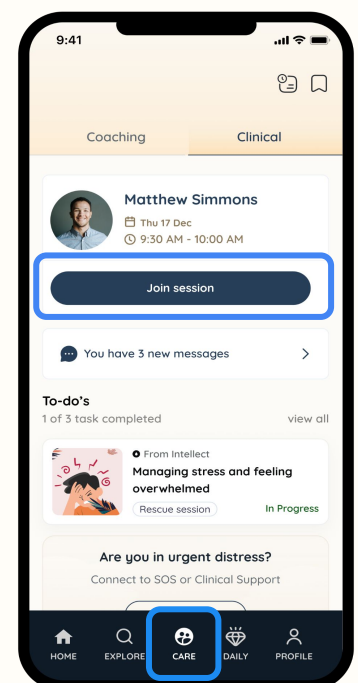 9:41
Coaching Clinical
Matthew Simmons
Thu 17 Dec
9:30 AM - 10:00 AM
Join session
You have 3 new messages
To-do's
1 of 3 task completed view all
From Intellect
Managing stress and feeling
overwhelmed
Rescue session In Progress
Are you in urgent distress?
Connect to SOS or Clinical Support
HOME EXPLORE CARE DAILY PROFILE